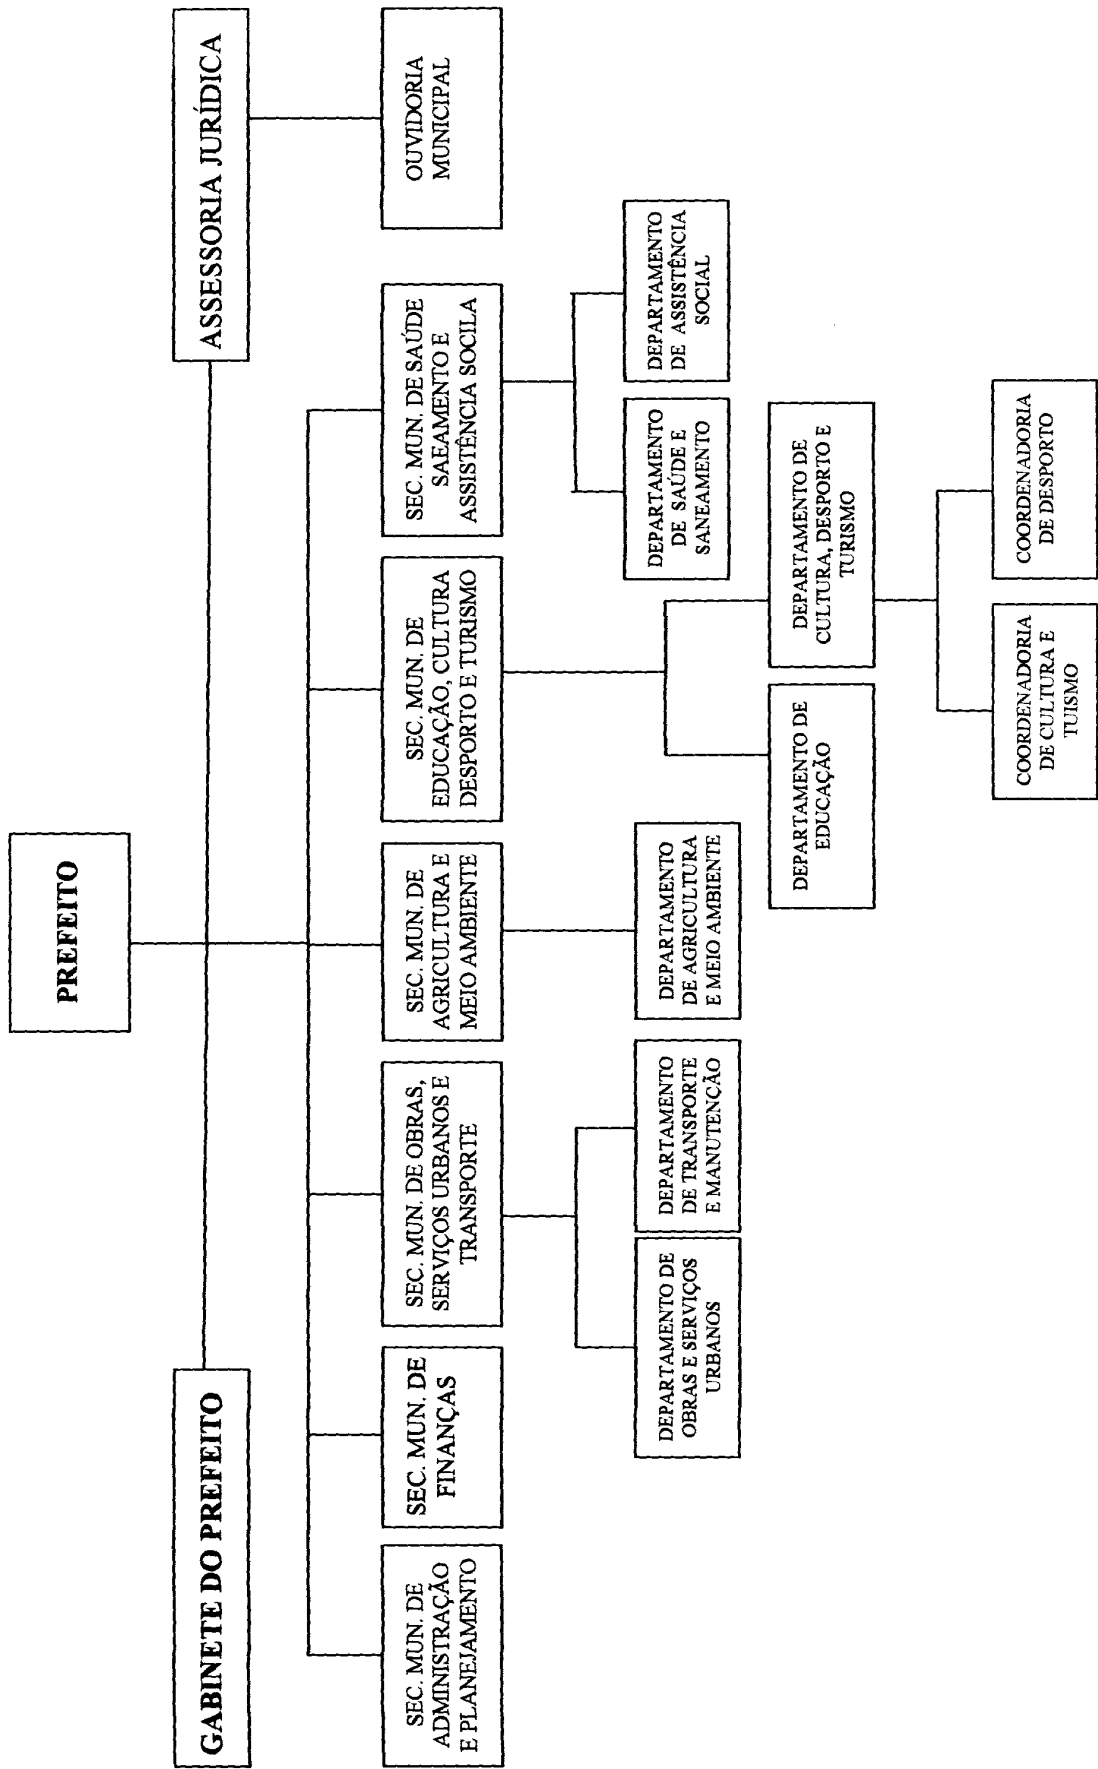 PREFEITO
GABINETE DO PREFEITO
ASSESSORIA JURÍDICA
SEC. MUN. DE
ADMINISTRAÇÃO
E PLANEJAMENTO
SEC. MUN. DE
FINANÇAS
SEC. MUN. DE OBRAS,
SERVIÇOS URBANOS E
TRANSPORTE
SEC. MUN. DE
AGRICULTURA E
MEIO AMBIENTE
SEC. MUN. DE
EDUCAÇÃO, CULTURA
DESPORTO E TURISMO
SEC. MUN. DE SAÚDE
SAEAMENTO E
ASSISTÊNCIA SOCILA
OUVIDORIA
MUNICIPAL
DEPARTAMENTO DE
OBRAS E SERVIÇOS
URBANOS
DEPARTAMENTO
DE TRANSPORTE
E MANUTENÇÃO
DEPARTAMENTO
DE AGRICULTURA
E MEIO AMBIENTE
DEPARTAMENTO
DE SAÚDE E
SANEAMENTO
DEPARTAMENTO
DE ASSISTÊNCIA
SOCIAL
DEPARTAMENTO DE
EDUCAÇÃO
DEPARTAMENTO DE
CULTURA, DESPORTO E
TURISMO
COORDENADORIA
DE CULTURA E
TUISMO
COORDENADORIA
DE DESPORTO